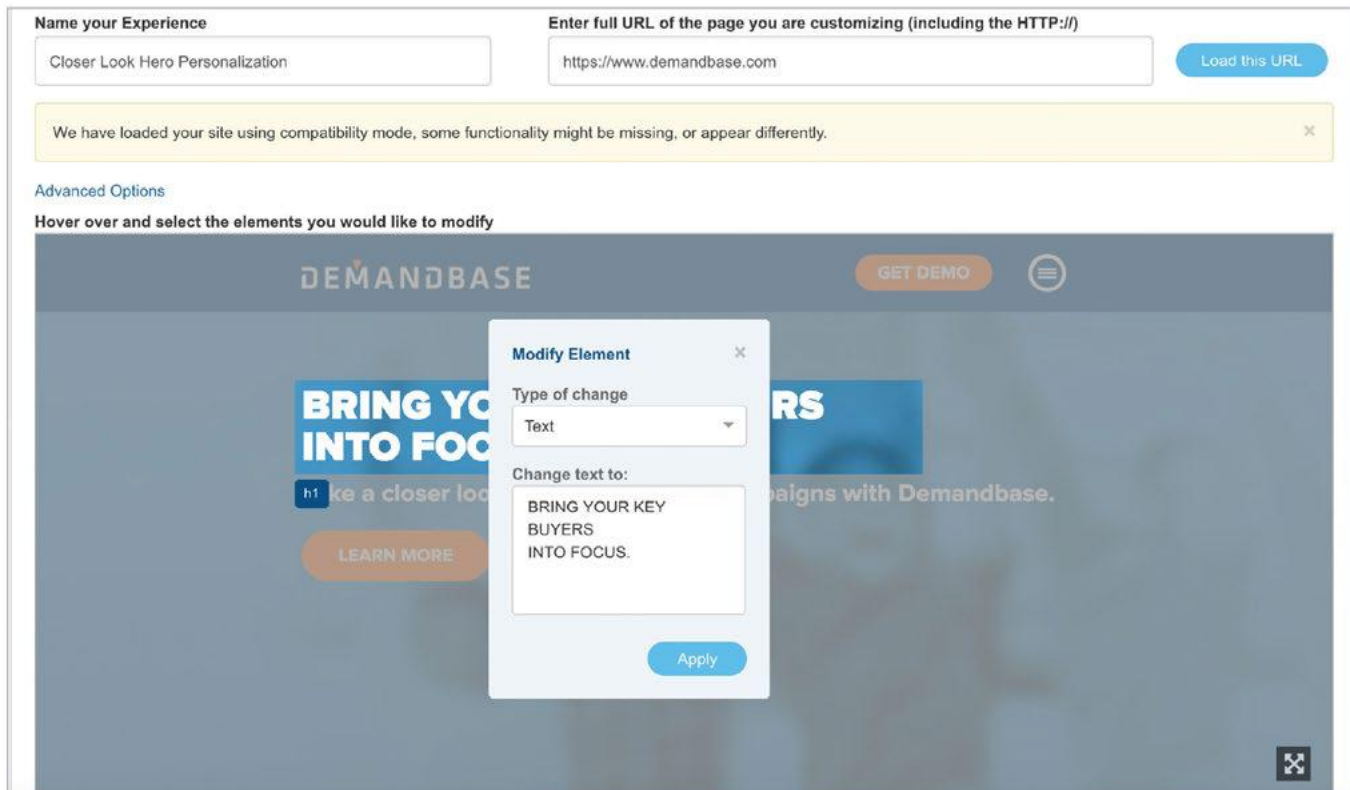 Name your Experience
Enter full URL of the page you are customizing (including the HTTP://)
Closer Look Hero Personalization
https://www.demandbase.com
Load this URL
We have loaded your site using compatibility mode, some functionality might be missing, or appear differently.
Advanced Options
Hover over and select the elements you would like to modify
DEMANDBASE
GET DEMO
BRING YO RS
INTO FOC
h1 ke a closer loo paigns with Demandbase.
LEARN MORE
Modify Element
Type of change
Text
Change text to:
BRING YOUR KEY
BUYERS
INTO FOCUS.
Apply